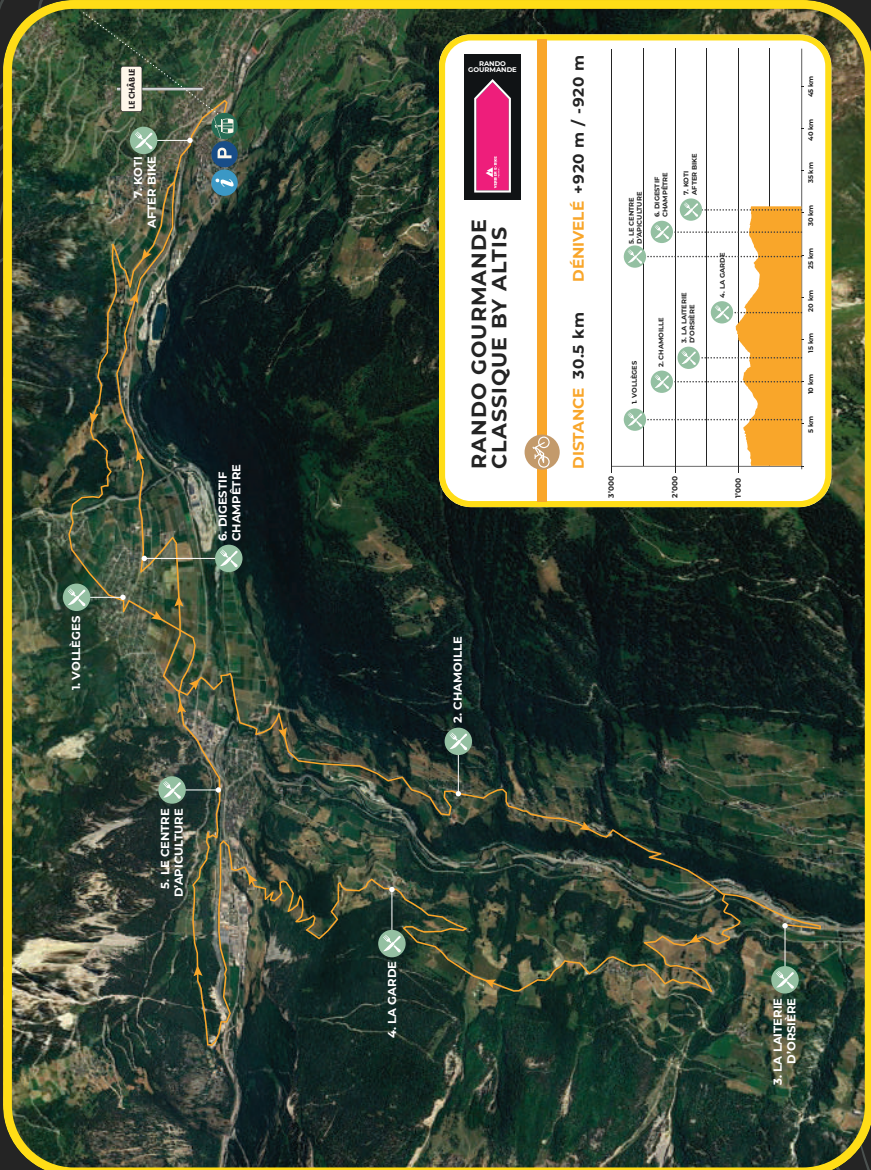 LE CHÂBLE
7. KOTI
AFTER BIKE
i
P
1. VOLLÈGES
6. DIGESTIF
CHAMPÊTRE
2. CHAMOILLE
5. LE CENTRE
D'APICULTURE
4. LA GARDE
3. LA LAITERIE
D'ORSIÈRE
RANDO GOURMANDE
CLASSIQUE BY ALTIS
RANDO
GOURMANDE
DISTANCE 30.5 km
DÉNIVELÉ +920 m / -920 m
3'000
2'000
1'000
1. VOLLÈGES
2. CHAMOILLE
3. LA LAITERIE
D'ORSIÈRE
4. LA GARDE
5. LE CENTRE
D'APICULTURE
6. DIGESTIF
CHAMPÊTRE
7. KOTI
AFTER BIKE
5 km
10 km
15 km
20 km
25 km
30 km
35 km
40 km
45 km